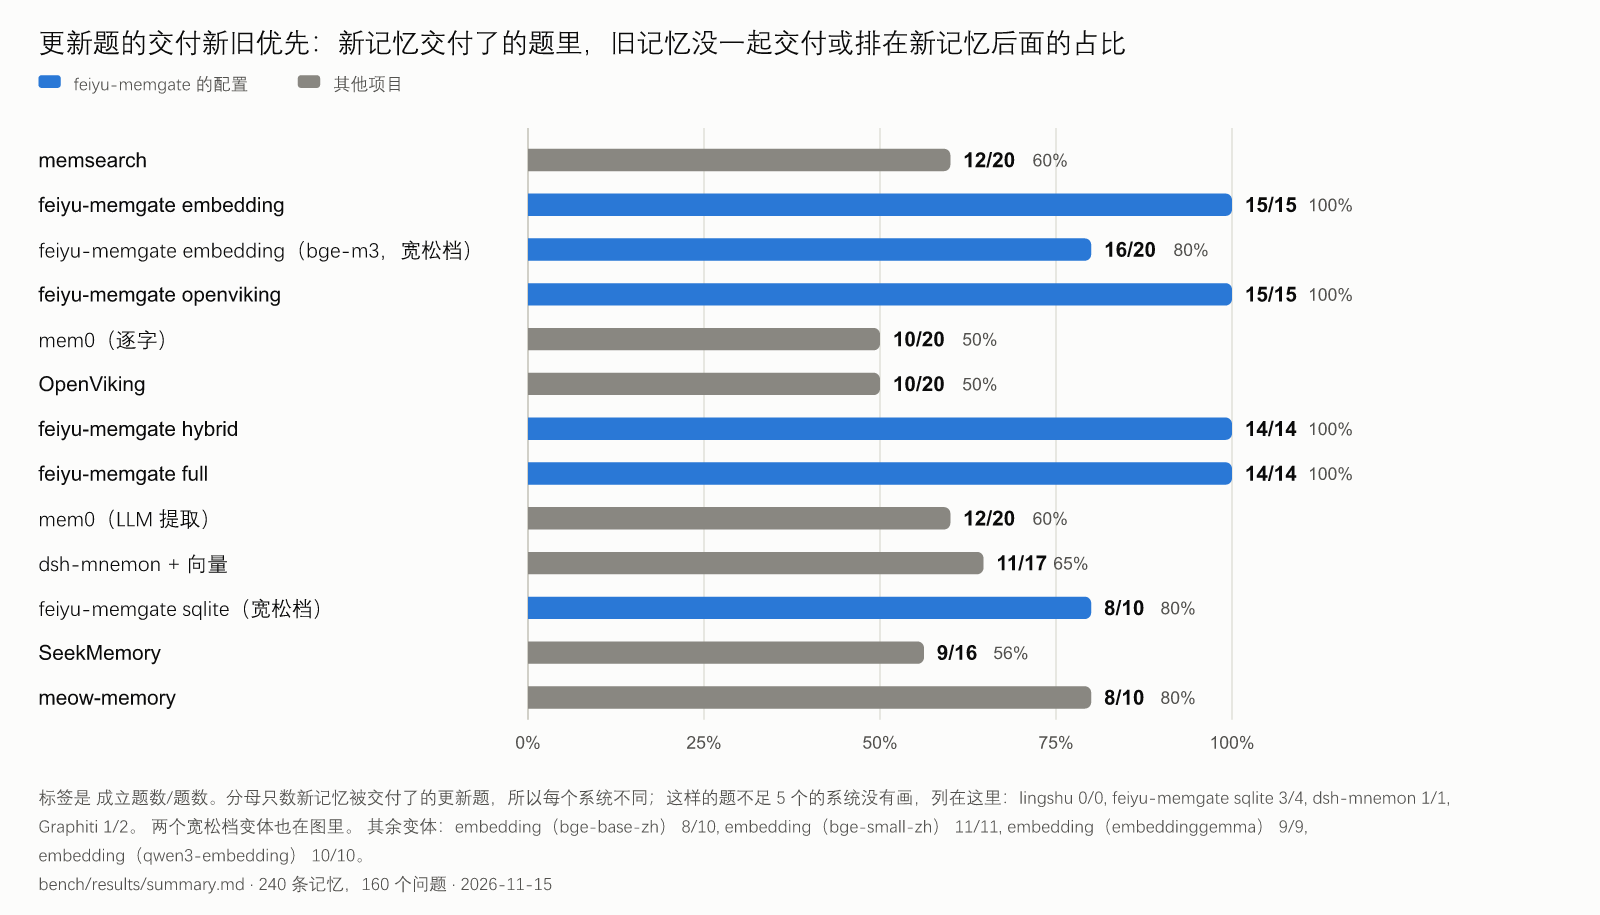 更新题的交付新旧优先：新记忆交付了的题里，旧记忆没一起交付或排在新记忆后面的占比
feiyu-memgate 的配置 其他项目
memsearch 12/20 60%
feiyu-memgate embedding 15/15 100%
feiyu-memgate embedding（bge-m3，宽松档） 16/20 80%
feiyu-memgate openviking 15/15 100%
mem0（逐字） 10/20 50%
OpenViking 10/20 50%
feiyu-memgate hybrid 14/14 100%
feiyu-memgate full 14/14 100%
mem0（LLM 提取） 12/20 60%
dsh-mnemon + 向量 11/17 65%
feiyu-memgate sqlite（宽松档） 8/10 80%
SeekMemory 9/16 56%
meow-memory 8/10 80%
0% 25% 50% 75% 100%
标签是 成立题数/题数。分母只数新记忆被交付了的更新题，所以每个系统不同；这样的题不足 5 个的系统没有画，列在这里：lingshu 0/0, feiyu-memgate sqlite 3/4, dsh-mnemon 1/1,
Graphiti 1/2。 两个宽松档变体也在图里。 其余变体：embedding（bge-base-zh） 8/10, embedding（bge-small-zh） 11/11, embedding（embeddinggemma） 9/9,
embedding（qwen3-embedding） 10/10。
bench/results/summary.md · 240 条记忆，160 个问题 · 2026-11-15